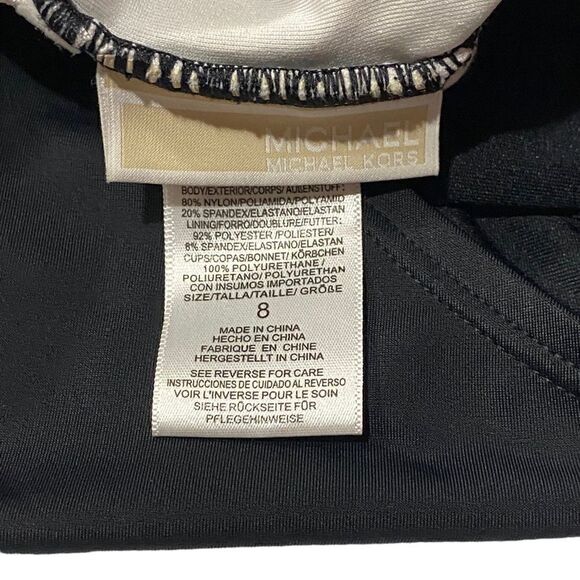 MICHAEL
MICHAEL KORS
BODY/EXTERIOR/CORPS/AUßENSTOFF:
80% NYLON/POLIAMIDA/POLYAMID
20% SPANDEX/ELASTANO/ELASTAN
LINING/FORRO/DOUBLURE/FUTTER:
92% POLYESTER/POLIESTER/
8% SPANDEX/ELASTANO/ELASTAN
CUPS/COPAS/BONNET/ KÖRBCHEN
100% POLYURETHANE/
POLIURETANO/ POLYURETHAN
CON INSUMOS IMPORTADOS
SIZE/TALLA/TAILLE/ GRÖßE
8
MADE IN CHINA
HECHO EN CHINA
FABRIQUE EN CHINE
HERGESTELLT IN CHINA
SEE REVERSE FOR CARE
INSTRUCCIONES DE CUIDADO AL REVERSO
VOIR L'INVERSE POUR LE SOIN
SIEHE RÜCKSEITE FÜR
PFLEGEHINWEISE